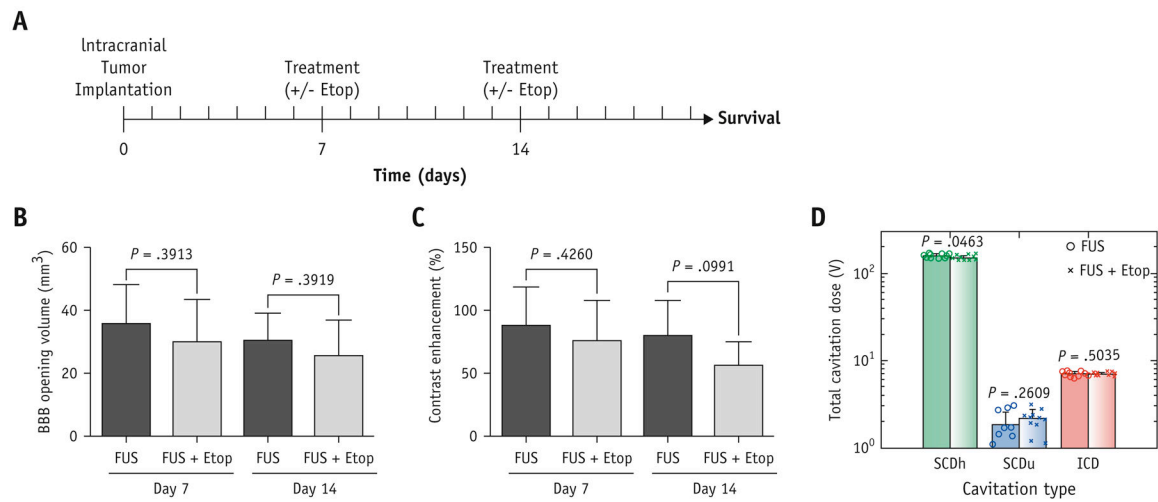 A
Intracranial
Tumor
Implantation
Treatment
(+/- Etop)
Treatment
(+/- Etop)
Survival
0
7
14
Time (days)
B
BBB opening volume (mm³)
60
40
20
0
P = .3913
P = .3919
FUS
FUS + Etop
FUS
FUS + Etop
Day 7
Day 14
C
Contrast enhancement (%)
150
100
50
0
P = .4260
P = .0991
FUS
FUS + Etop
FUS
FUS + Etop
Day 7
Day 14
D
Total cavitation dose (V)
10²
10¹
10⁰
P = .0463
P = .2609
P = .5035
FUS
FUS + Etop
SCDh
SCDu
ICD
Cavitation type